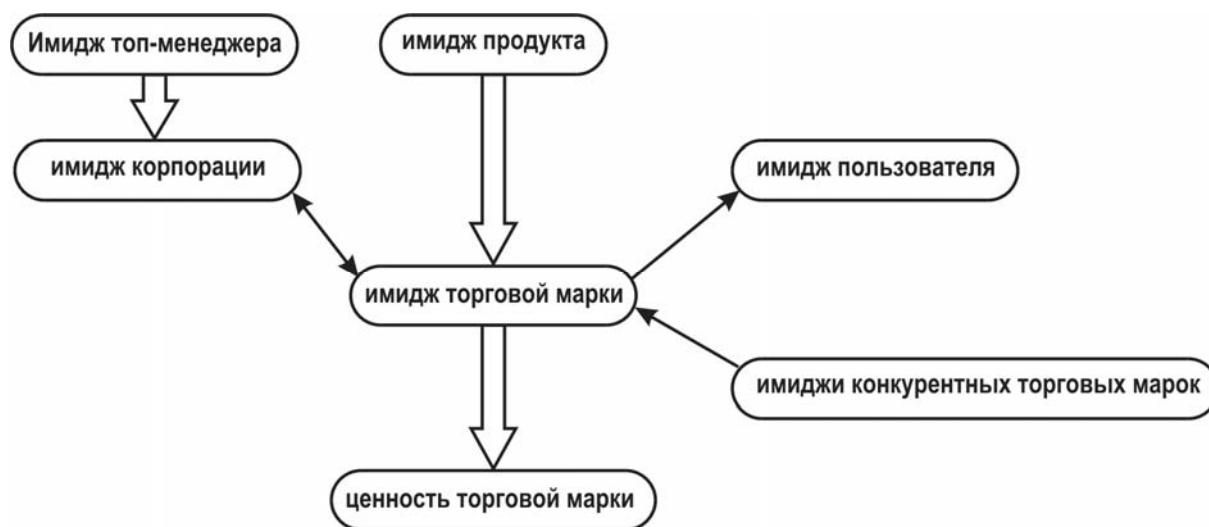 Имидж топ-менеджера
имидж продукта
имидж корпорации
имидж пользователя
имидж торговой марки
имиджи конкурентных торговых марок
ценность торговой марки